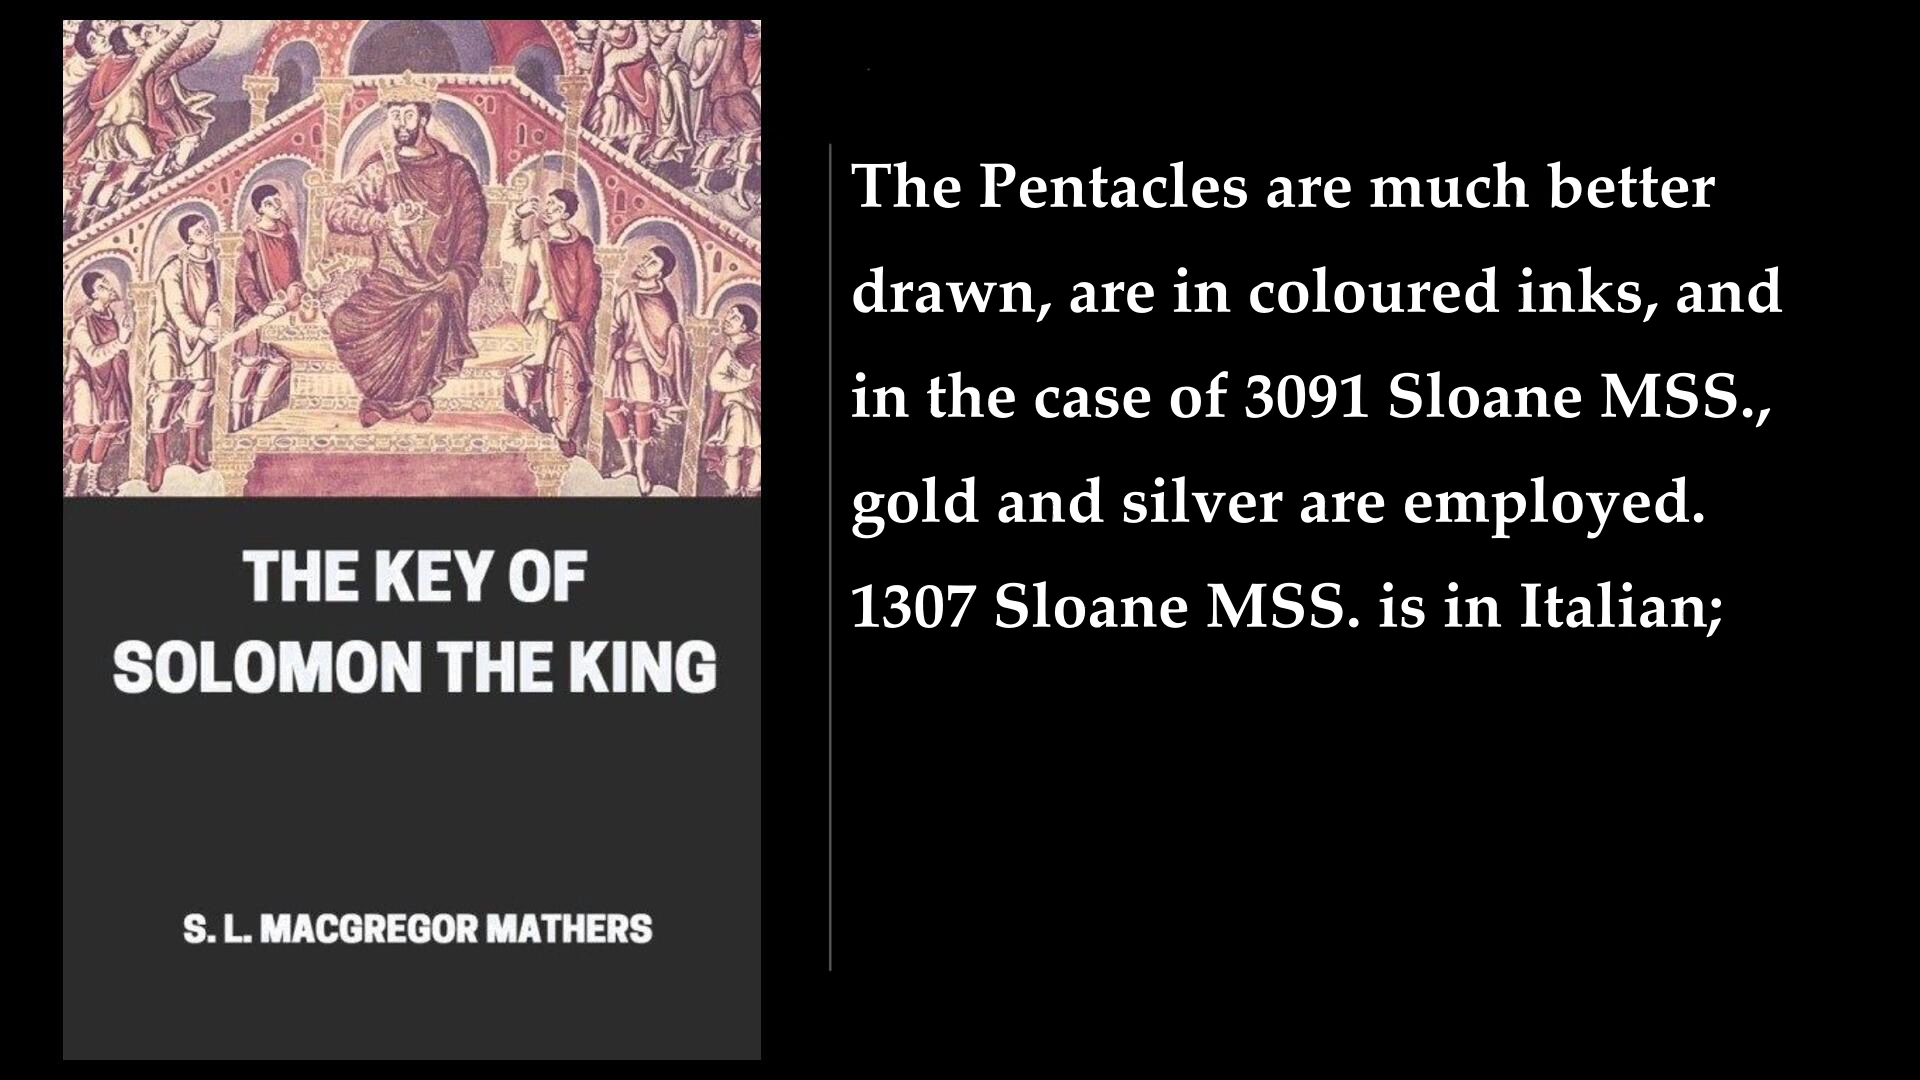 THE KEY OF
SOLOMON THE KING
S. L. MACGREGOR MATHERS
The Pentacles are much better
drawn, are in coloured inks, and
in the case of 3091 Sloane MSS.,
gold and silver are employed.
1307 Sloane MSS. is in Italian;